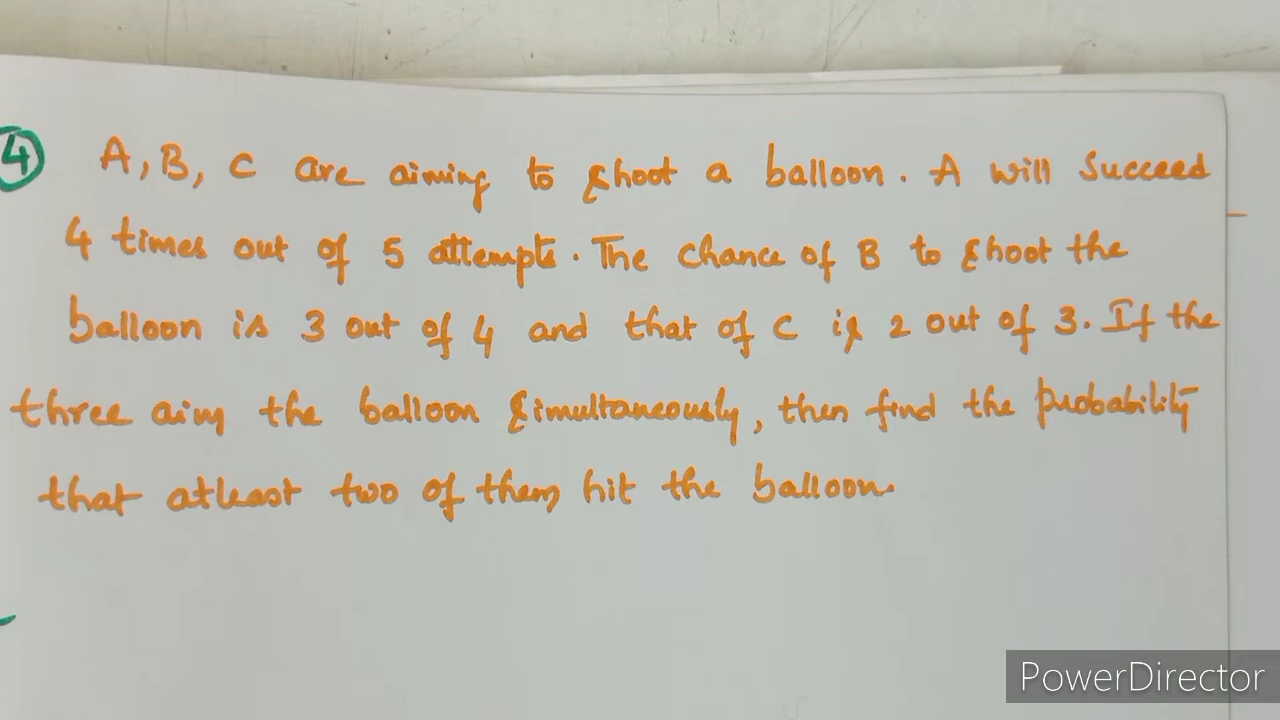 4 A, B, C are aiming to shoot a balloon. A will succeed
4 times out of 5 attempts. The chance of B to shoot the
balloon is 3 out of 4 and that of C is 2 out of 3. If the
three aim the balloon simultaneously, then find the probability
that atleast two of them hit the balloon.
PowerDirector